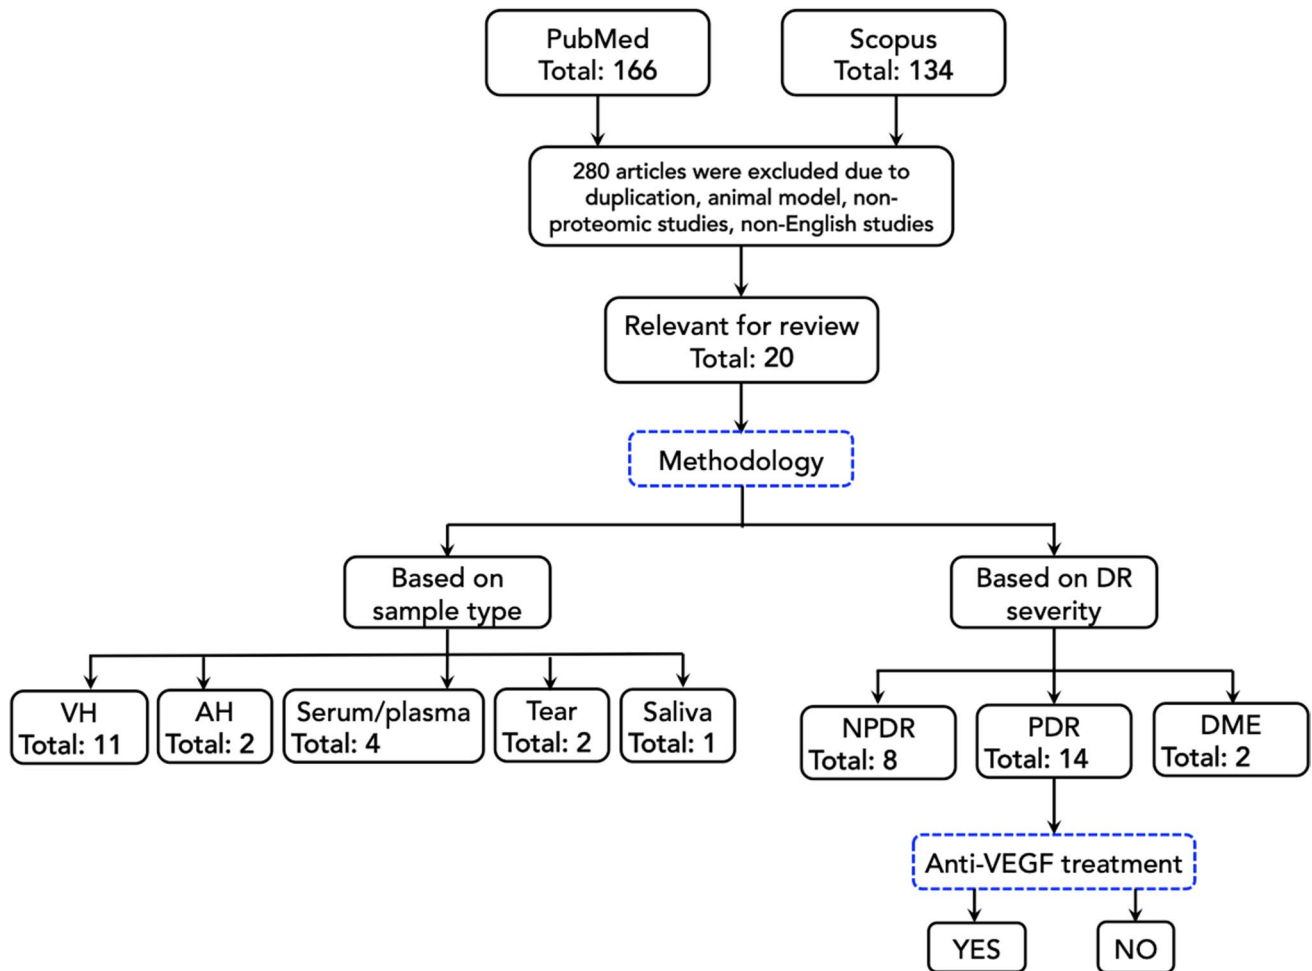 PubMed
Total: 166
Scopus
Total: 134
280 articles were excluded due to
duplication, animal model, non-
proteomic studies, non-English studies
Relevant for review
Total: 20
Methodology
Based on
sample type
Based on DR
severity
VH
Total: 11
AH
Total: 2
Serum/plasma
Total: 4
Tear
Total: 2
Saliva
Total: 1
NPDR
Total: 8
PDR
Total: 14
DME
Total: 2
Anti-VEGF treatment
YES
NO